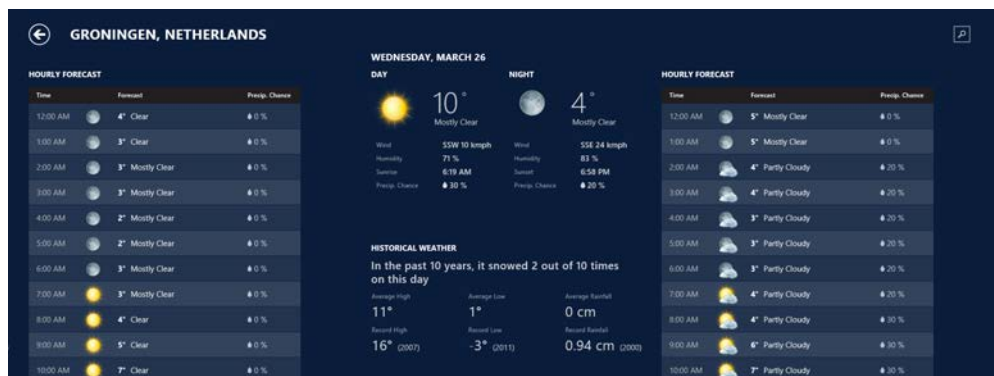 GRONINGEN, NETHERLANDS
HOURLY FORECAST
Time Forecast Precip. Chance
12:00 AM 4° Clear 0 %
1:00 AM 3° Clear 0 %
2:00 AM 3° Mostly Clear 0 %
3:00 AM 3° Mostly Clear 0 %
4:00 AM 2° Mostly Clear 0 %
5:00 AM 2° Mostly Clear 0 %
6:00 AM 3° Mostly Clear 0 %
7:00 AM 3° Mostly Clear 0 %
8:00 AM 4° Clear 0 %
9:00 AM 5° Clear 0 %
10:00 AM 7° Clear 0 %
WEDNESDAY, MARCH 26
DAY NIGHT
10° 4°
Mostly Clear Mostly Clear
Wind SSW 10 kmph Wind SSE 24 kmph
Humidity 71 % Humidity 83 %
Sunrise 6:19 AM Sunset 6:58 PM
Precip. Chance 30 % Precip. Chance 20 %
HISTORICAL WEATHER
In the past 10 years, it snowed 2 out of 10 times
on this day
Average High Average Low Average Rainfall
11° 1° 0 cm
Record High Record Low Record Rainfall
16° (2007) -3° (2011) 0.94 cm (2000)
HOURLY FORECAST
Time Forecast Precip. Chance
12:00 AM 5° Mostly Clear 0 %
1:00 AM 5° Mostly Clear 0 %
2:00 AM 4° Partly Cloudy 20 %
3:00 AM 4° Partly Cloudy 20 %
4:00 AM 3° Partly Cloudy 20 %
5:00 AM 3° Partly Cloudy 20 %
6:00 AM 3° Partly Cloudy 20 %
7:00 AM 4° Partly Cloudy 20 %
8:00 AM 4° Partly Cloudy 30 %
9:00 AM 6° Partly Cloudy 30 %
10:00 AM 7° Partly Cloudy 30 %